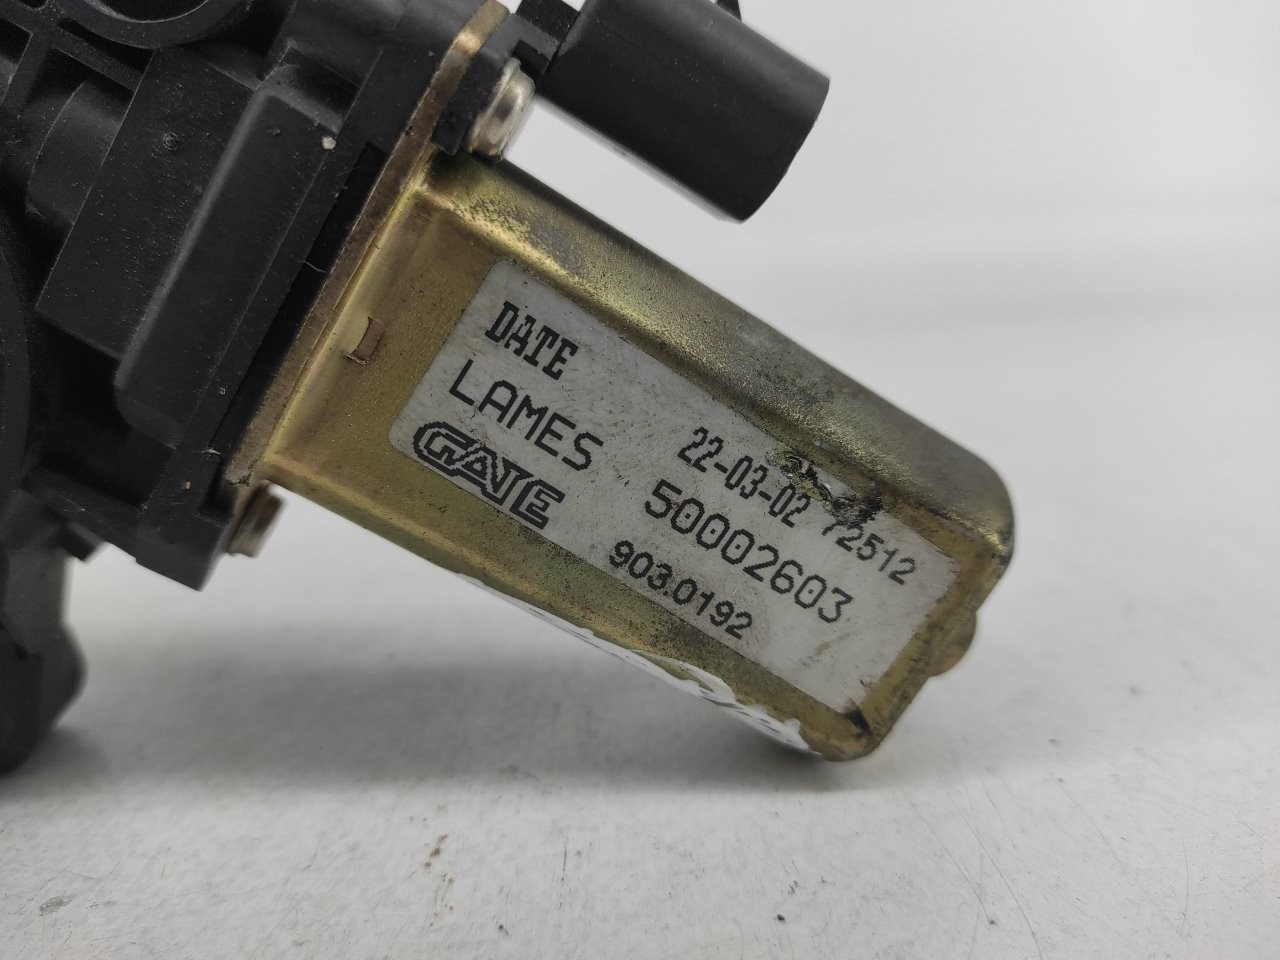 DATE 22-03-02 72512
LAMES 50002603
GATE 903.0192